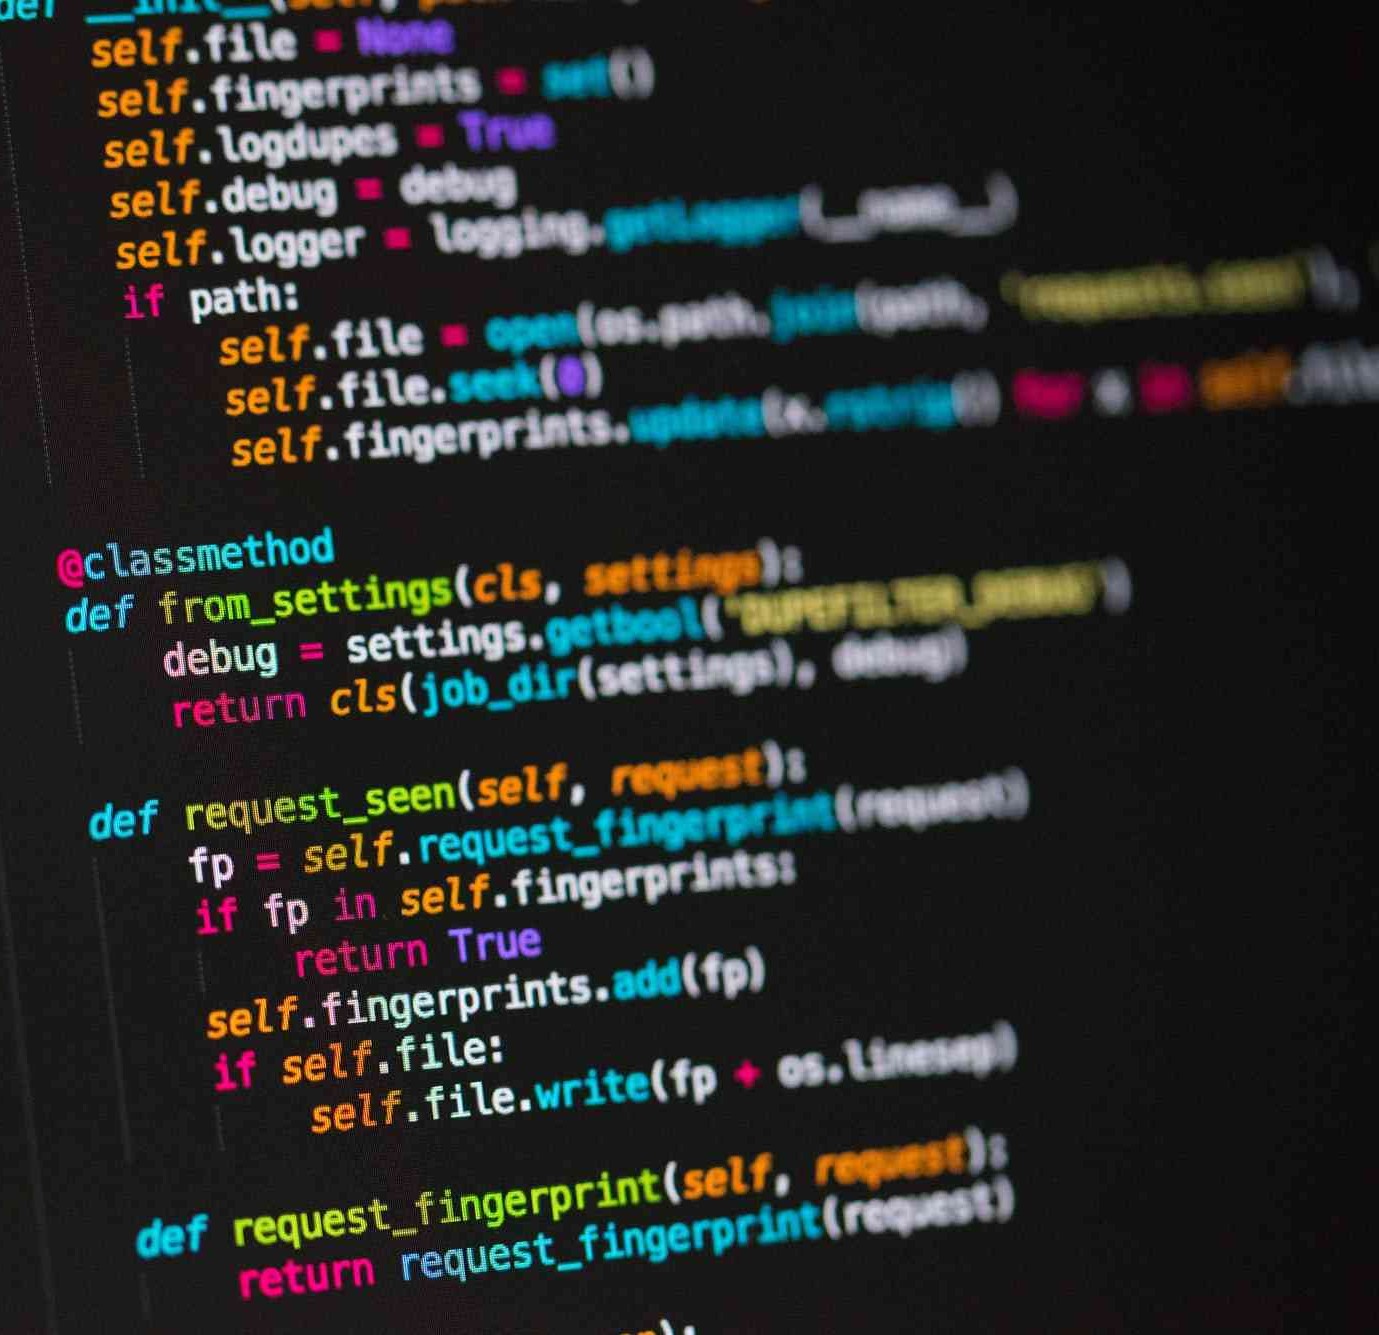 def __init__(self,
self.file = None
self.fingerprints = set()
self.logdupes = True
self.debug = debug
self.logger = logging.getLogger(__name__)
if path:
self.file = open(os.path.join(path, 'requests.seen'),
self.file.seek(0)
self.fingerprints.update(x.rstrip() for x in self.file
@classmethod
def from_settings(cls, settings):
debug = settings.getbool('DUPEFILTER_DEBUG')
return cls(job_dir(settings), debug)
def request_seen(self, request):
fp = self.request_fingerprint(request)
if fp in self.fingerprints:
return True
self.fingerprints.add(fp)
if self.file:
self.file.write(fp + os.linesep)
def request_fingerprint(self, request):
return request_fingerprint(request)